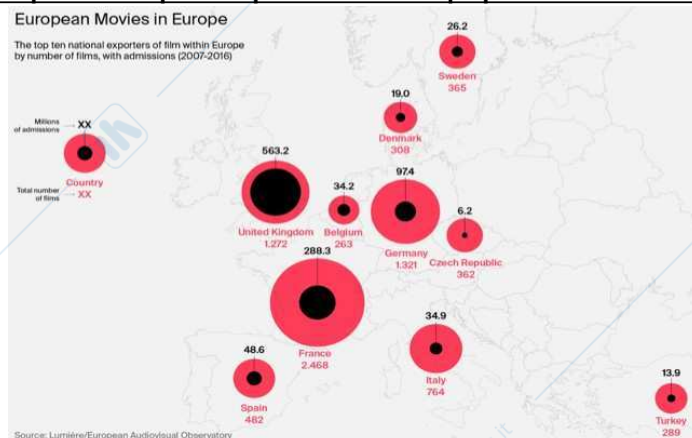 European Movies in Europe
The top ten national exporters of film within Europe
by number of films, with admissions (2007-2016)
Millions
of admissions
XX
Country
XX
Total number
of films
26.2
Sweden
365
19.0
Denmark
308
563.2
United Kingdom
1.272
34.2
Belgium
263
97.4
Germany
1.321
6.2
Czech Republic
362
288.3
France
2.468
34.9
Italy
764
48.6
Spain
482
13.9
Turkey
289
Source: Lumière/European Audiovisual Observatory